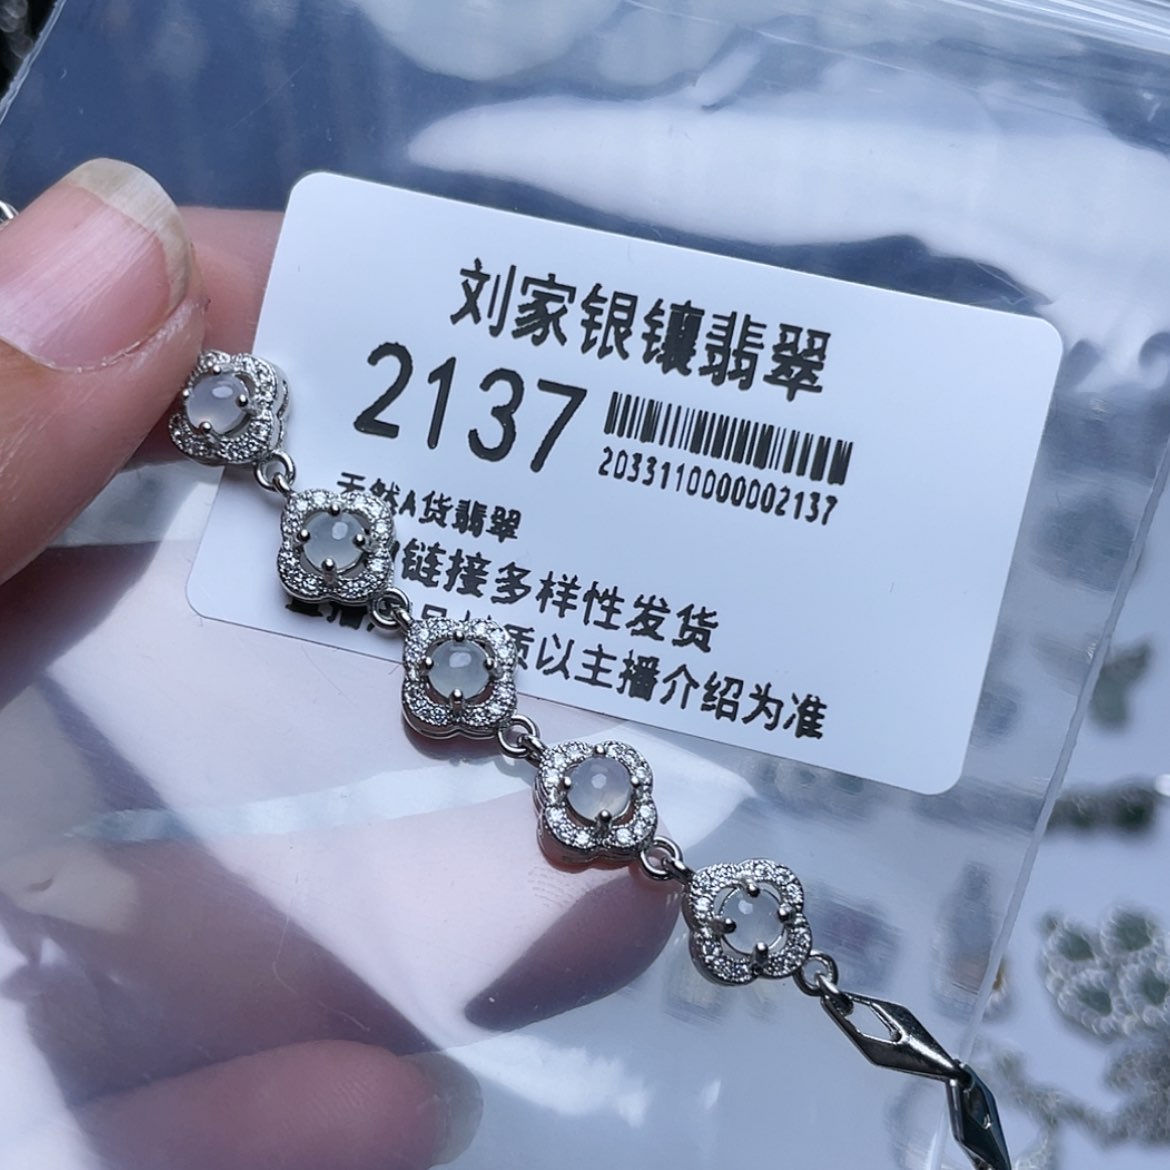 刘家银镶翡翠
2137
2033110000002137
天然A货翡翠
链接多样性发货
质以主播介绍为准